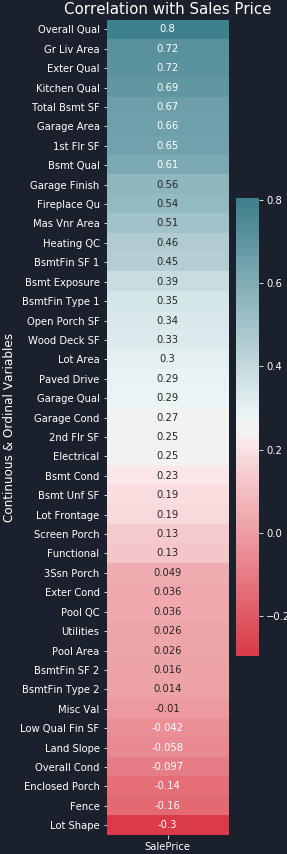 Correlation with Sales Price
Continuous & Ordinal Variables
Overall Qual 0.8
Gr Liv Area 0.72
Exter Qual 0.72
Kitchen Qual 0.69
Total Bsmt SF 0.67
Garage Area 0.66
1st Flr SF 0.65
Bsmt Qual 0.61
Garage Finish 0.56
Fireplace Qu 0.54
Mas Vnr Area 0.51
Heating QC 0.46
BsmtFin SF 1 0.45
Bsmt Exposure 0.39
BsmtFin Type 1 0.35
Open Porch SF 0.34
Wood Deck SF 0.33
Lot Area 0.3
Paved Drive 0.29
Garage Qual 0.29
Garage Cond 0.27
2nd Flr SF 0.25
Electrical 0.25
Bsmt Cond 0.23
Bsmt Unf SF 0.19
Lot Frontage 0.19
Screen Porch 0.13
Functional 0.13
3Ssn Porch 0.049
Exter Cond 0.036
Pool QC 0.036
Utilities 0.026
Pool Area 0.026
BsmtFin SF 2 0.016
BsmtFin Type 2 0.014
Misc Val -0.01
Low Qual Fin SF -0.042
Land Slope -0.058
Overall Cond -0.097
Enclosed Porch -0.14
Fence -0.16
Lot Shape -0.3
SalePrice
0.8
0.6
0.4
0.2
0.0
−0.2